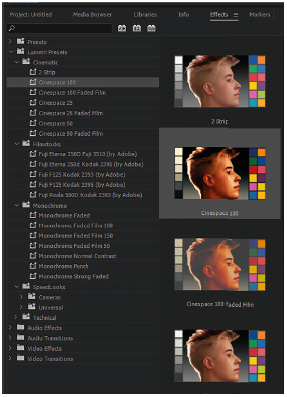 Project: Untitled
Media Browser
Libraries
Info
Effects
Markers
Presets
Lumetri Presets
Cinematic
2 Strip
Cinespace 100
Cinespace 100 Faded Film
Cinespace 25
Cinespace 25 Faded Film
Cinespace 50
Cinespace 50 Faded Film
Filmstocks
Fuji Eterna 250D Fuji 3510 (by Adobe)
Fuji Eterna 250d Kodak 2395 (by Adobe)
Fuji F125 Kodak 2393 (by Adobe)
Fuji F125 Kodak 2395 (by Adobe)
Fuji Reala 500D Kodak 2393 (by Adobe)
Monochrome
Monochrome Faded
Monochrome Faded Film 100
Monochrome Faded Film 150
Monochrome Faded Film 50
Monochrome Normal Contrast
Monochrome Punch
Monochrome Strong Faded
SpeedLooks
Cameras
Universal
Technical
Audio Effects
Audio Transitions
Video Effects
Video Transitions
2 Strip
Cinespace 100
Cinespace 100 Faded Film